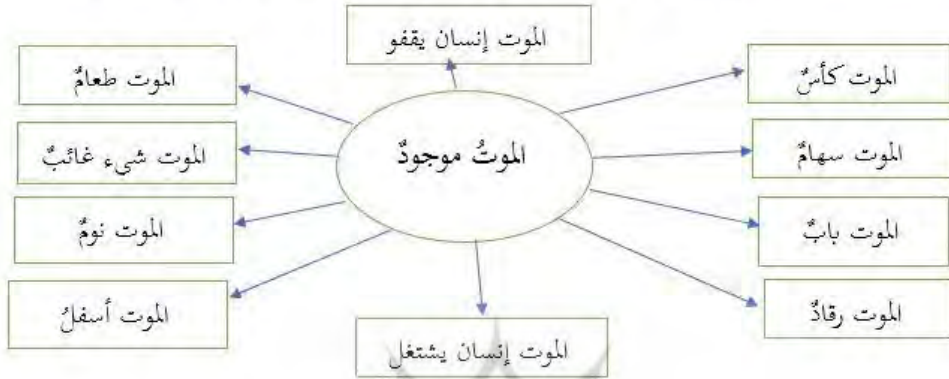 الموت إنسان يقفو
الموت كأسٌ
الموت طعامٌ
الموتُ موجودٌ
الموت سهامٌ
الموت شىء غائبٌ
الموت بابٌ
الموت نومٌ
الموت رقادٌ
الموت أسفلُ
الموت إنسان يشتغل